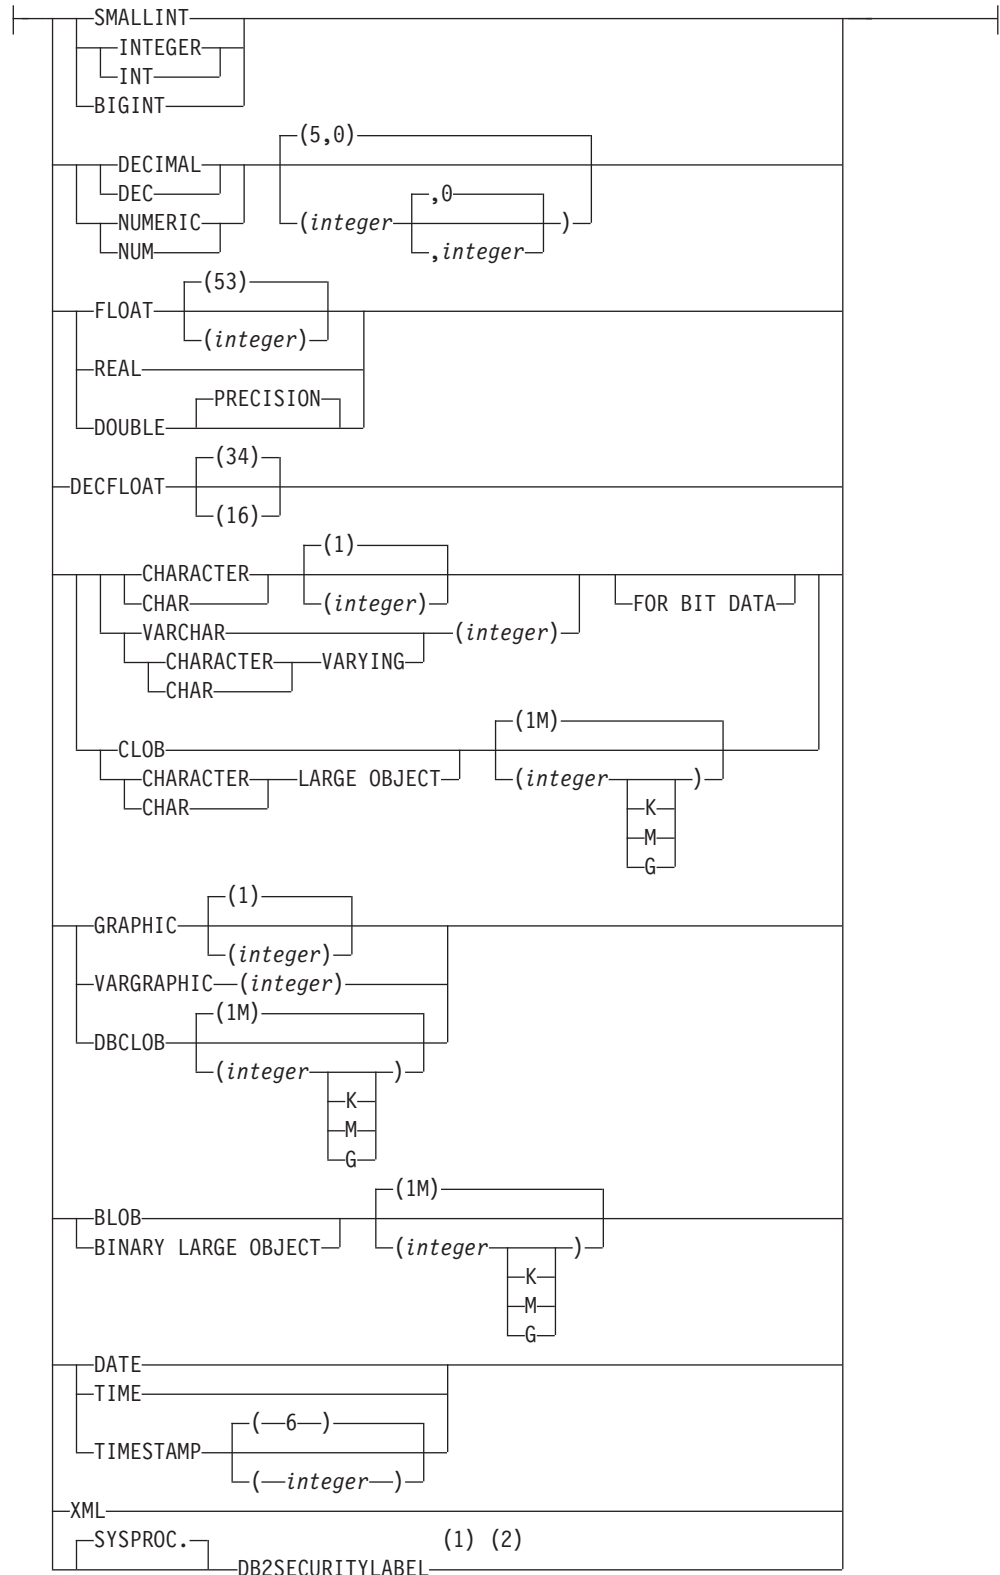 SMALLINT
INTEGER
INT
BIGINT
(5,0)
DECIMAL
DEC ,0
NUMERIC (integer )
NUM ,integer
(53)
FLOAT
(integer)
REAL
PRECISION
DOUBLE
(34)
DECFLOAT
(16)
(1)
CHARACTER
CHAR (integer) FOR BIT DATA
VARCHAR (integer)
CHARACTER VARYING
CHAR
(1M)
CLOB
CHARACTER LARGE OBJECT (integer )
CHAR K
M
G
(1)
GRAPHIC
(integer)
VARGRAPHIC (integer)
(1M)
DBCLOB
(integer )
K
M
G
(1M)
BLOB
BINARY LARGE OBJECT (integer )
K
M
G
DATE
TIME
( 6 )
TIMESTAMP
( integer )
XML
SYSPROC. (1) (2)
DB2SECURITYLABEL